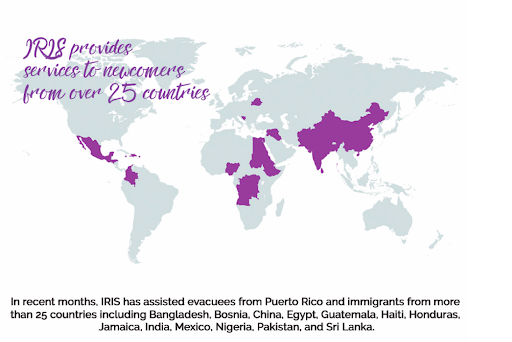 IRIS provides
services to newcomers
from over 25 countries
In recent months, IRIS has assisted evacuees from Puerto Rico and immigrants from more
than 25 countries including Bangladesh, Bosnia, China, Egypt, Guatemala, Haiti, Honduras,
Jamaica, India, Mexico, Nigeria, Pakistan, and Sri Lanka.